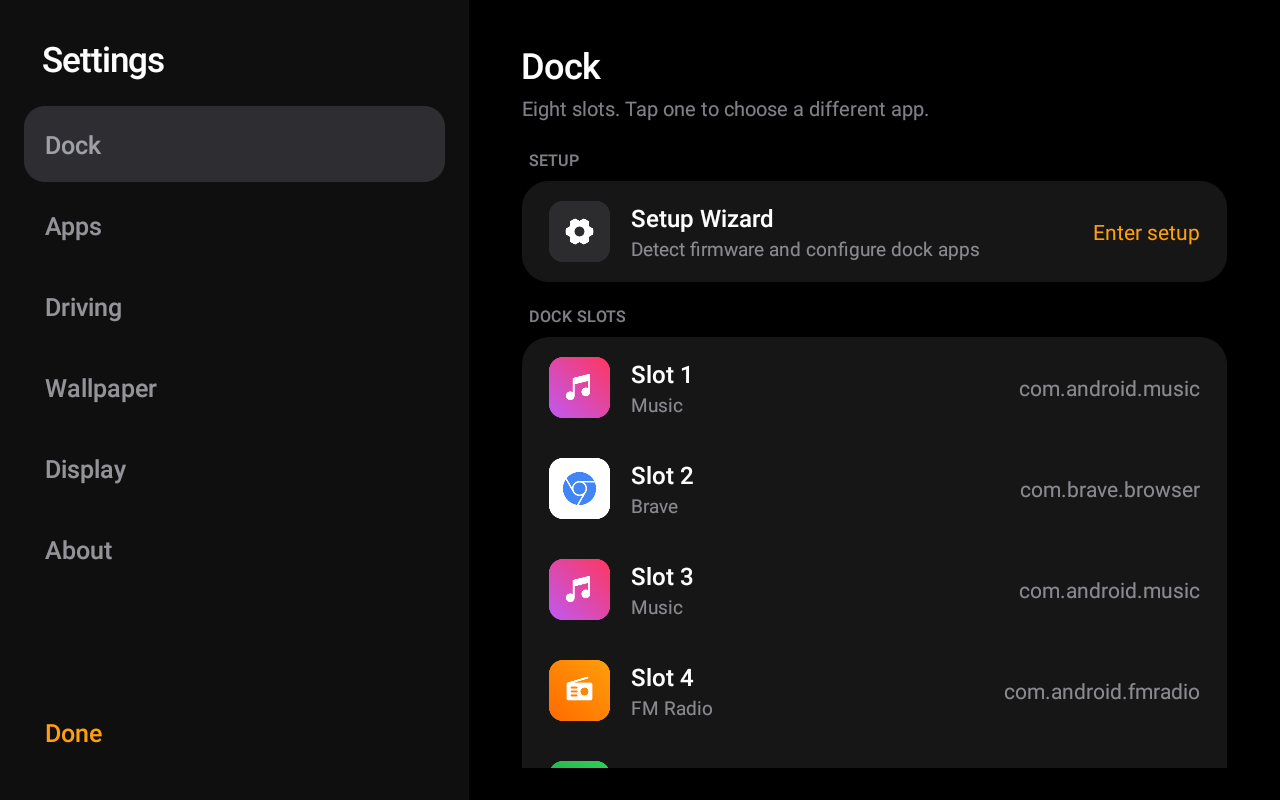 Settings
Dock
Apps
Driving
Wallpaper
Display
About
Done
Dock
Eight slots. Tap one to choose a different app.
SETUP
Setup Wizard
Detect firmware and configure dock apps
Enter setup
DOCK SLOTS
Slot 1
Music
com.android.music
Slot 2
Brave
com.brave.browser
Slot 3
Music
com.android.music
Slot 4
FM Radio
com.android.fmradio